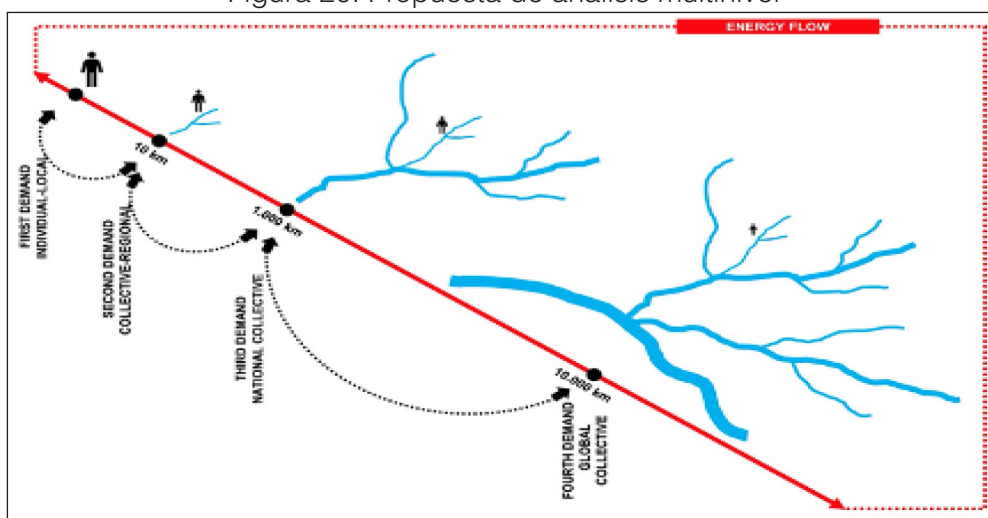 Figura 20. Propuesta de análisis multinivel
ENERGY FLOW
10 km
1.000 km
10.000 km
FIRST DEMAND
INDIVIDUAL-LOCAL
SECOND DEMAND
COLLECTIVE-REGIONAL
THIRD DEMAND
NATIONAL COLLECTIVE
FOURTH DEMAND
GLOBAL
COLLECTIVE